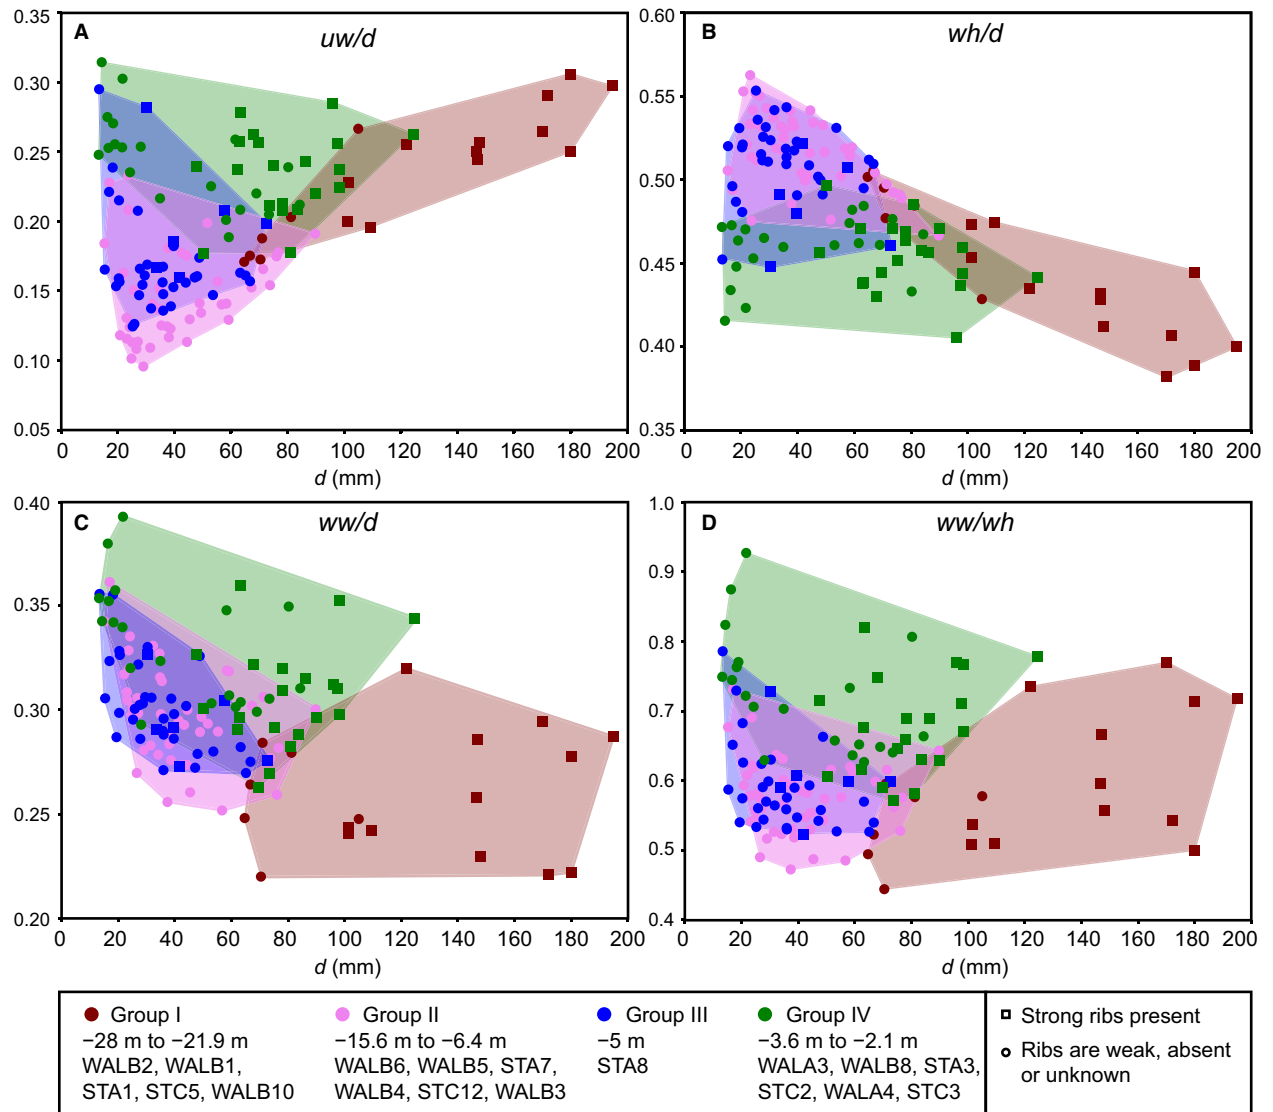 A
uw/d
0.35
0.30
0.25
0.20
0.15
0.10
0.05
0 20 40 60 80 100 120 140 160 180 200
d (mm)
B
wh/d
0.60
0.55
0.50
0.45
0.40
0.35
0 20 40 60 80 100 120 140 160 180 200
d (mm)
C
ww/d
0.40
0.35
0.30
0.25
0.20
0 20 40 60 80 100 120 140 160 180 200
d (mm)
D
ww/wh
1.0
0.9
0.8
0.7
0.6
0.5
0.4
0 20 40 60 80 100 120 140 160 180 200
d (mm)
Group I
−28 m to −21.9 m
WALB2, WALB1,
STA1, STC5, WALB10
Group II
−15.6 m to −6.4 m
WALB6, WALB5, STA7,
WALB4, STC12, WALB3
Group III
−5 m
STA8
Group IV
−3.6 m to −2.1 m
WALA3, WALB8, STA3,
STC2, WALA4, STC3
Strong ribs present
Ribs are weak, absent
or unknown